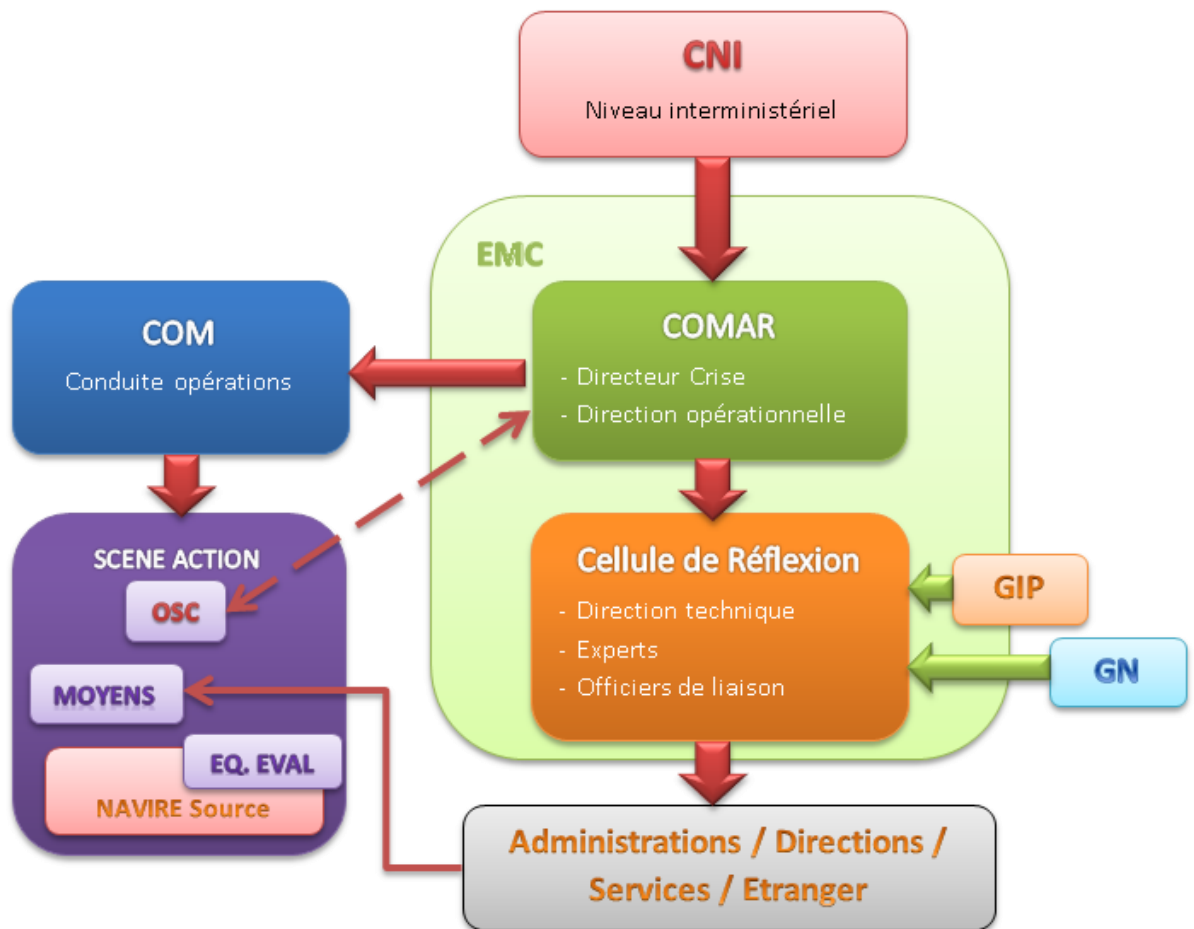 CNI
Niveau interministériel
EMC
COMAR
- Directeur Crise
- Direction opérationnelle
COM
Conduite opérations
SCENE ACTION
OSC
MOYENS
EQ. EVAL
NAVIRE Source
Cellule de Réflexion
- Direction technique
- Experts
- Officiers de liaison
GIP
GN
Administrations / Directions /
Services / Etranger